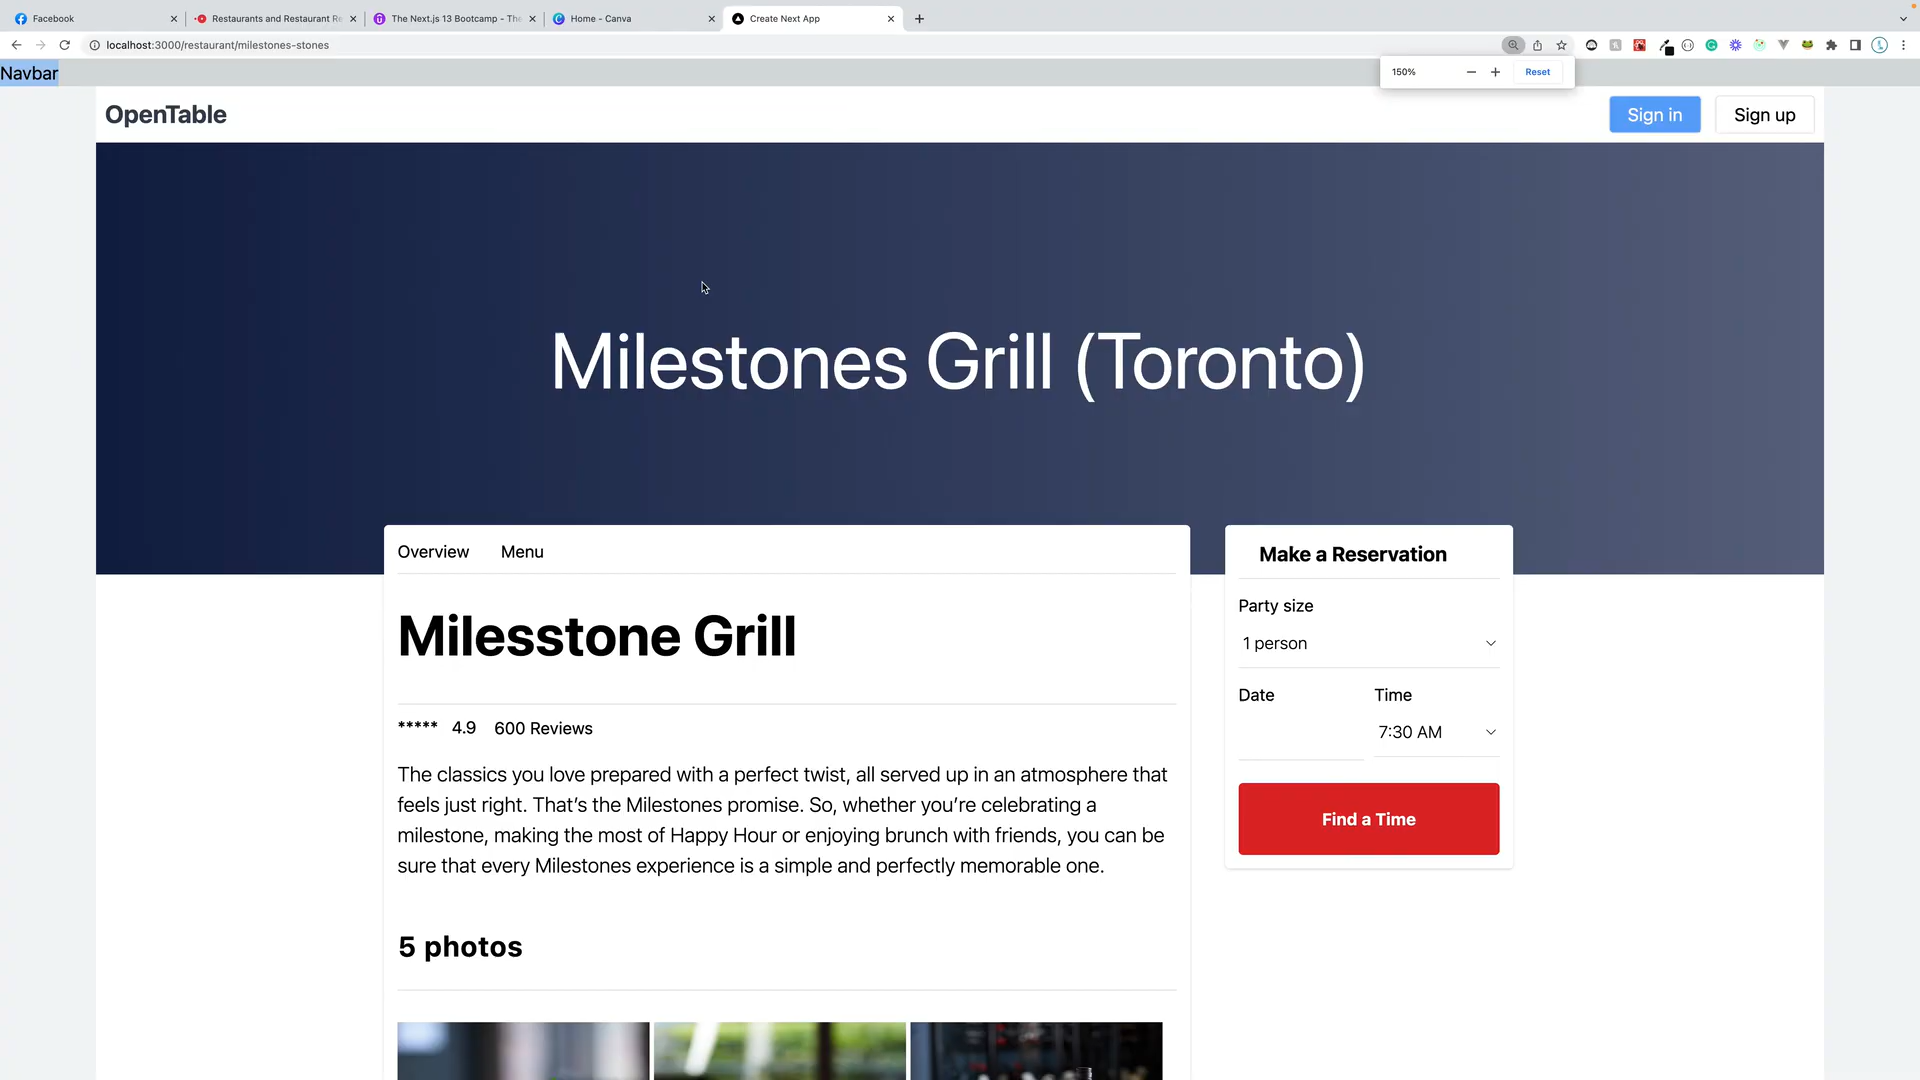 Facebook
Restaurants and Restaurant Re
The Next.js 13 Bootcamp - The
Home - Canva
Create Next App
localhost:3000/restaurant/milestones-stones
150%
Reset
Navbar
OpenTable
Sign in
Sign up
Milestones Grill (Toronto)
Overview
Menu
Milesstone Grill
***** 4.9 600 Reviews
The classics you love prepared with a perfect twist, all served up in an atmosphere that
feels just right. That’s the Milestones promise. So, whether you’re celebrating a
milestone, making the most of Happy Hour or enjoying brunch with friends, you can be
sure that every Milestones experience is a simple and perfectly memorable one.
5 photos
Make a Reservation
Party size
1 person
Date
Time
7:30 AM
Find a Time